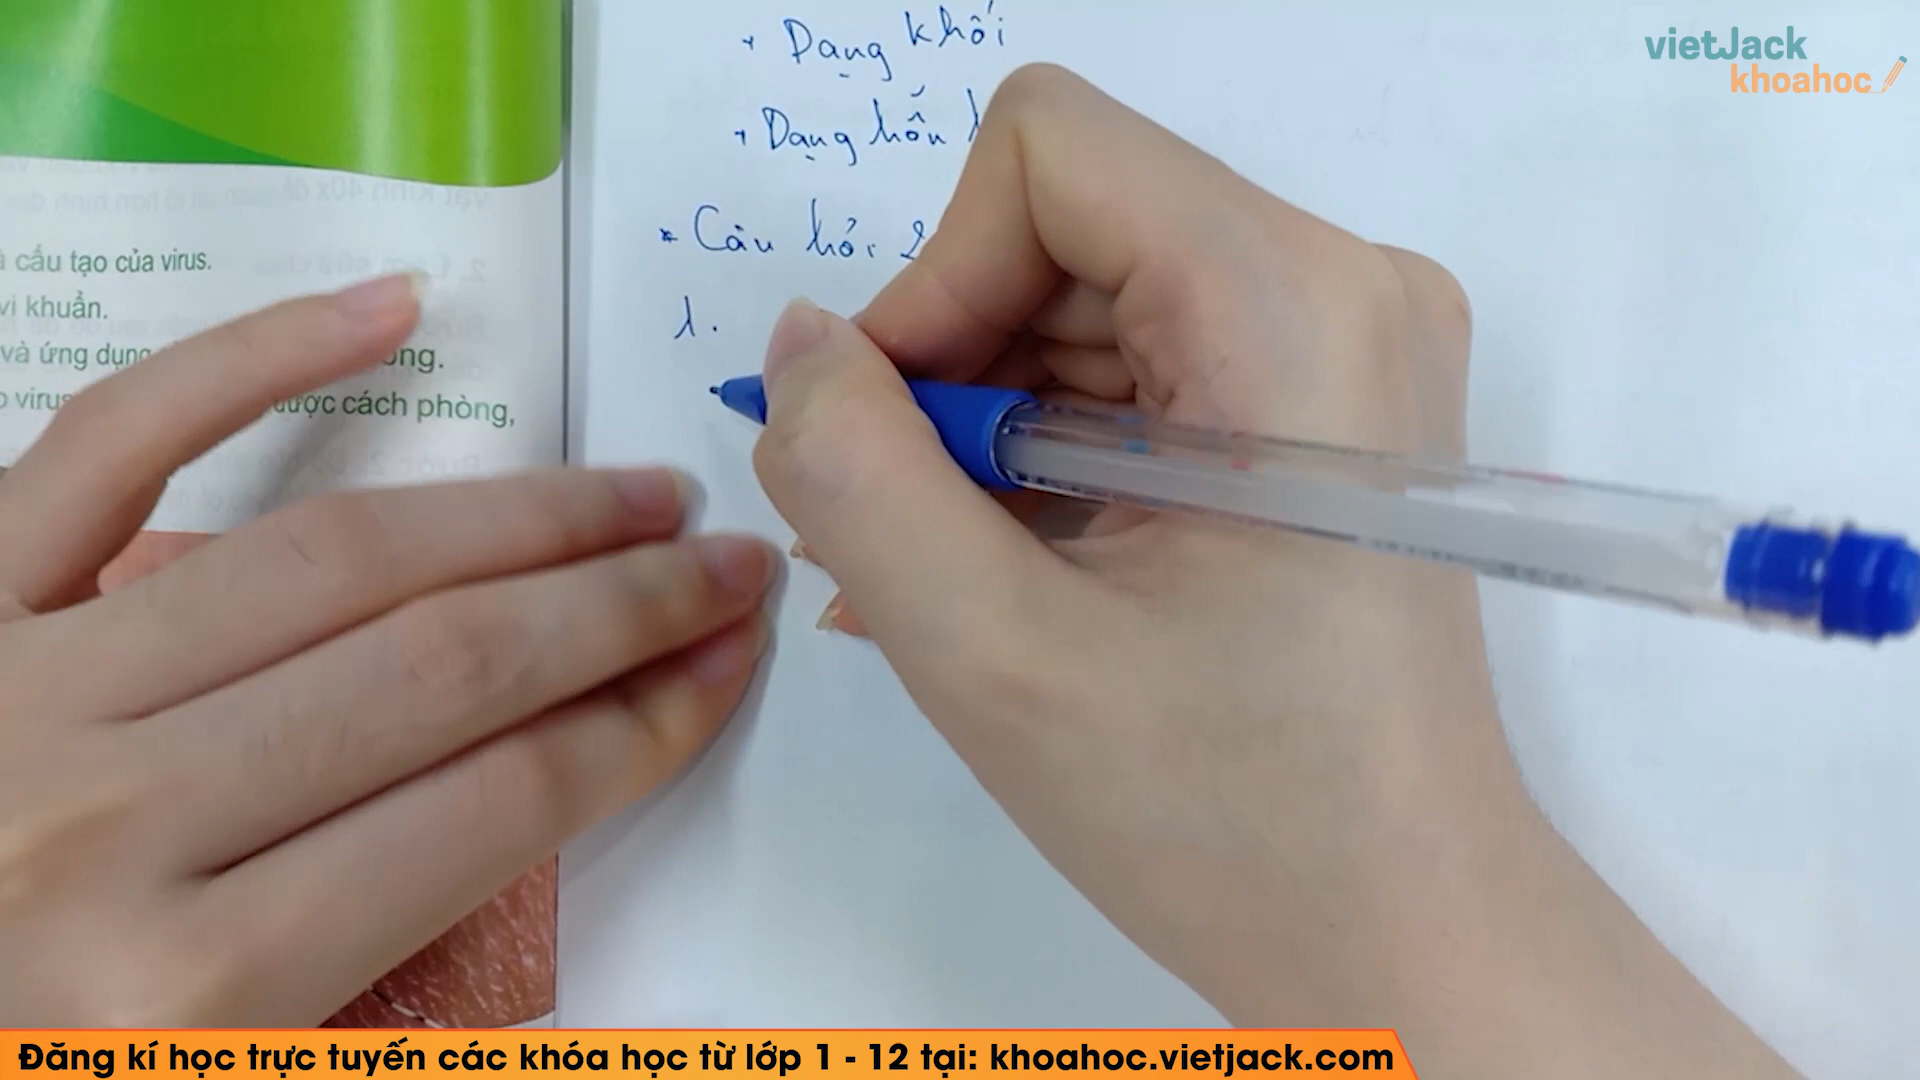 vietJack
khoahoc
+ Dạng khối
+ Dạng hỗn
* Câu hỏi 2
1.
cấu tạo của virus.
vi khuẩn.
và ứng dụng
virus được cách phòng,
Đăng kí học trực tuyến các khóa học từ lớp 1 - 12 tại: khoahoc.vietjack.com